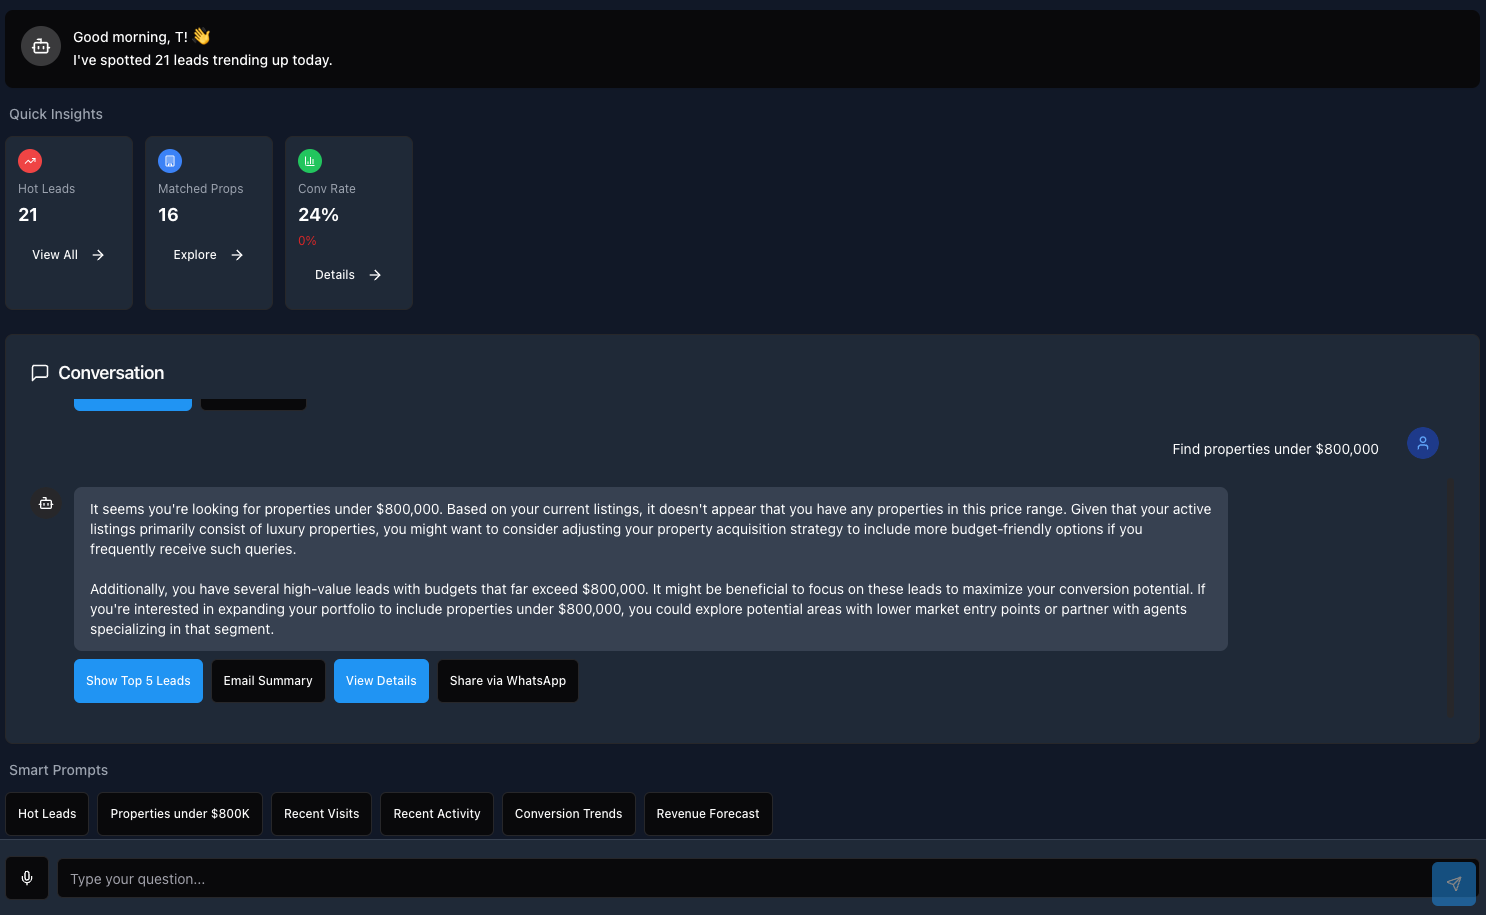 Good morning, T! 👋
I've spotted 21 leads trending up today.
Quick Insights
Hot Leads
21
View All
Matched Props
16
Explore
Conv Rate
24%
0%
Details
Conversation
Find properties under $800,000
It seems you're looking for properties under $800,000. Based on your current listings, it doesn't appear that you have any properties in this price range. Given that your active
listings primarily consist of luxury properties, you might want to consider adjusting your property acquisition strategy to include more budget-friendly options if you
frequently receive such queries.
Additionally, you have several high-value leads with budgets that far exceed $800,000. It might be beneficial to focus on these leads to maximize your conversion potential. If
you're interested in expanding your portfolio to include properties under $800,000, you could explore potential areas with lower market entry points or partner with agents
specializing in that segment.
Show Top 5 Leads
Email Summary
View Details
Share via WhatsApp
Smart Prompts
Hot Leads
Properties under $800K
Recent Visits
Recent Activity
Conversion Trends
Revenue Forecast
Type your question...